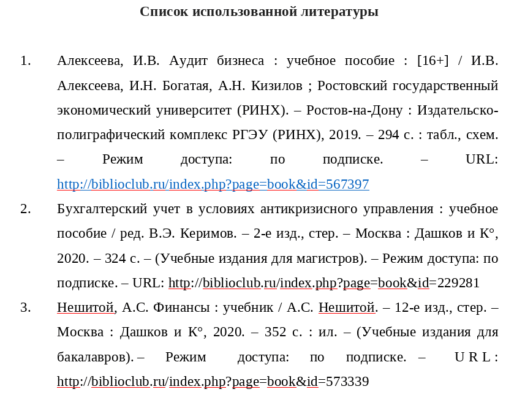 Список использованной литературы
1. Алексеева, И.В. Аудит бизнеса : учебное пособие : [16+] / И.В.
Алексеева, И.Н. Богатая, А.Н. Кизилов ; Ростовский государственный
экономический университет (РИНХ). – Ростов-на-Дону : Издательско-
полиграфический комплекс РГЭУ (РИНХ), 2019. – 294 с. : табл., схем.
– Режим доступа: по подписке. – URL:
http://biblioclub.ru/index.php?page=book&id=567397
2. Бухгалтерский учет в условиях антикризисного управления : учебное
пособие / ред. В.Э. Керимов. – 2-е изд., стер. – Москва : Дашков и К°,
2020. – 324 с. – (Учебные издания для магистров). – Режим доступа: по
подписке. – URL: http://biblioclub.ru/index.php?page=book&id=229281
3. Нешитой, А.С. Финансы : учебник / А.С. Нешитой. – 12-е изд., стер. –
Москва : Дашков и К°, 2020. – 352 с. : ил. – (Учебные издания для
бакалавров). – Режим доступа: по подписке. – URL:
http://biblioclub.ru/index.php?page=book&id=573339